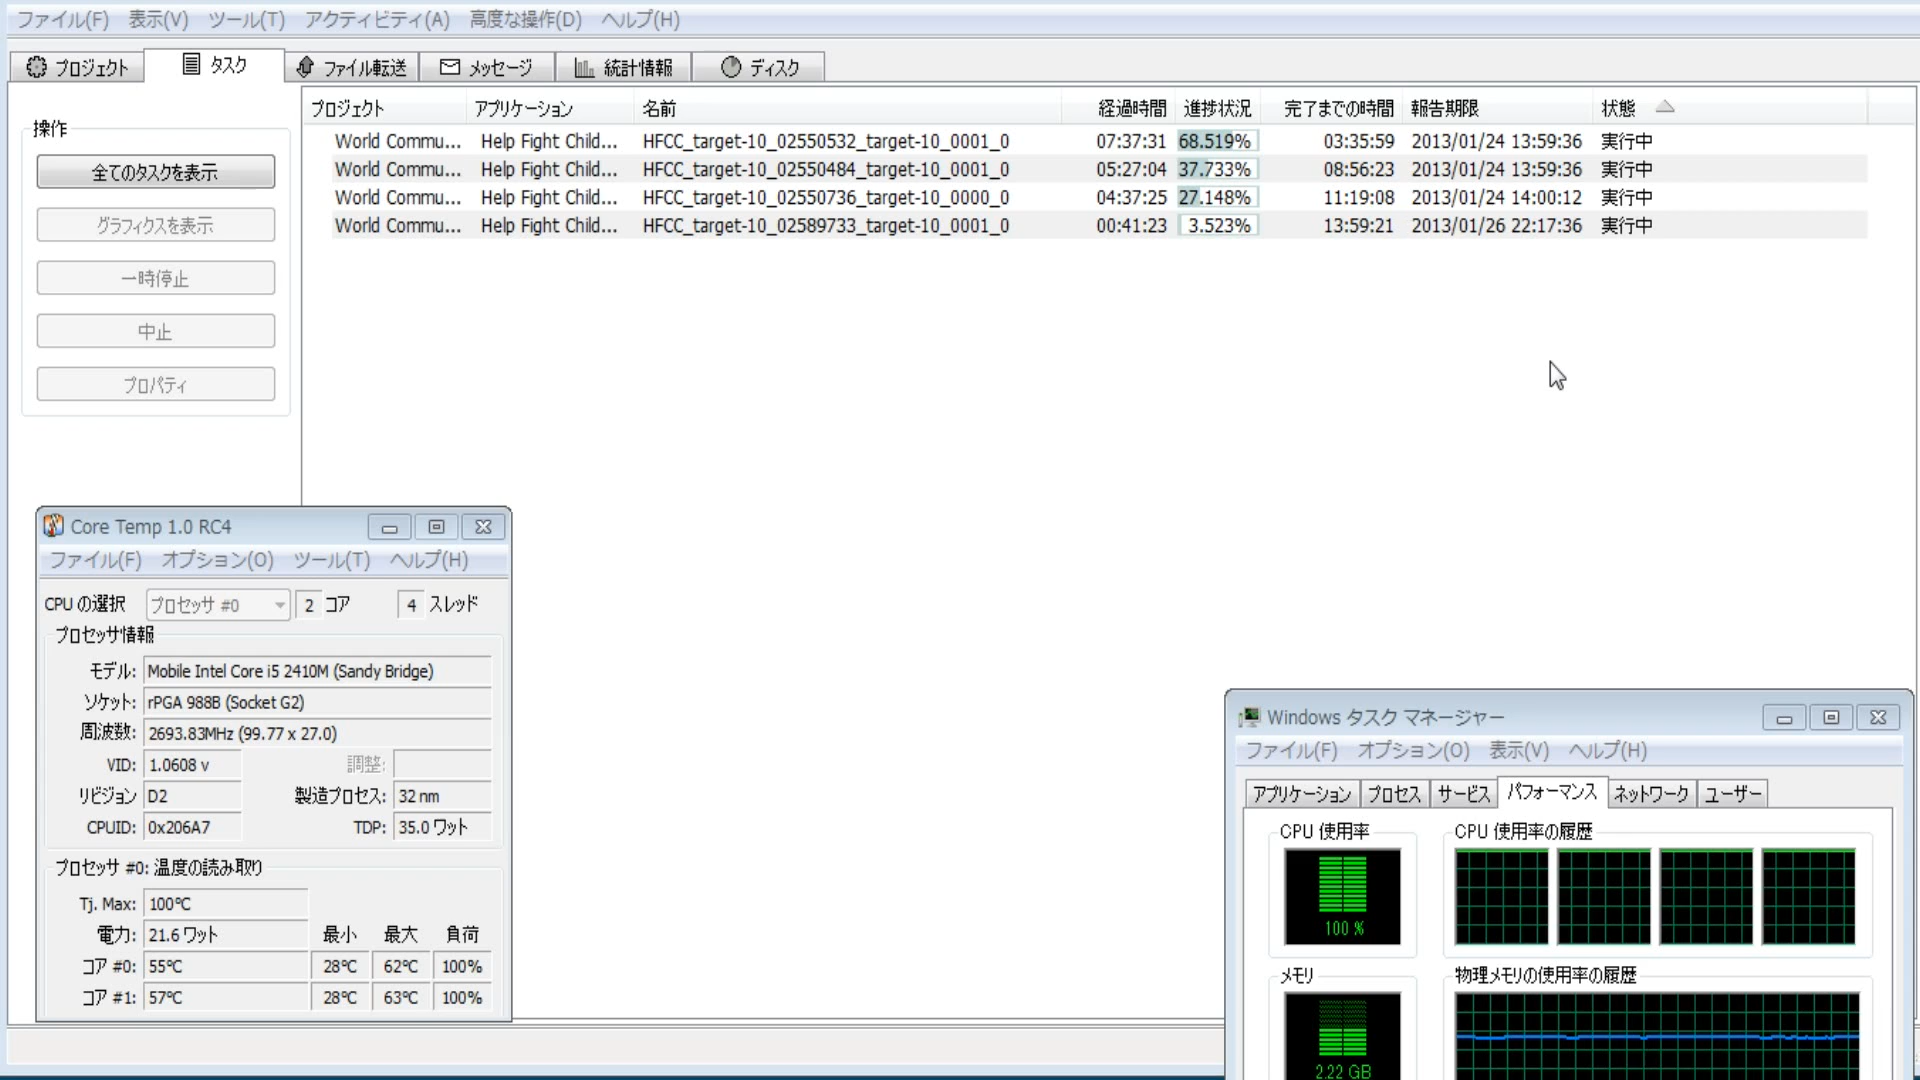 ファイル(F) 表示(V) ツール(T) アクティビティ(A) 高度な操作(D) ヘルプ(H)
プロジェクト タスク ファイル転送 メッセージ 統計情報 ディスク
操作
全てのタスクを表示
グラフィクスを表示
一時停止
中止
プロパティ
プロジェクト アプリケーション 名前 経過時間 進捗状況 完了までの時間 報告期限 状態
World Commu... Help Fight Child... HFCC_target-10_02550532_target-10_0001_0 07:37:31 68.519% 03:35:59 2013/01/24 13:59:36 実行中
World Commu... Help Fight Child... HFCC_target-10_02550484_target-10_0001_0 05:27:04 37.733% 08:56:23 2013/01/24 13:59:36 実行中
World Commu... Help Fight Child... HFCC_target-10_02550736_target-10_0000_0 04:37:25 27.148% 11:19:08 2013/01/24 14:00:12 実行中
World Commu... Help Fight Child... HFCC_target-10_02589733_target-10_0001_0 00:41:23 3.523% 13:59:21 2013/01/26 22:17:36 実行中
Core Temp 1.0 RC4
ファイル(F) オプション(O) ツール(T) ヘルプ(H)
CPU の選択 プロセッサ #0 2 コア 4 スレッド
プロセッサ情報
モデル: Mobile Intel Core i5 2410M (Sandy Bridge)
ソケット: rPGA 988B (Socket G2)
周波数: 2693.83MHz (99.77 x 27.0)
VID: 1.0608 v 調整:
リビジョン D2 製造プロセス: 32 nm
CPUID: 0x206A7 TDP: 35.0 ワット
プロセッサ #0: 温度の読み取り
Tj. Max: 100℃
電力: 21.6 ワット 最小 最大 負荷
コア #0: 55℃ 28℃ 62℃ 100%
コア #1: 57℃ 28℃ 63℃ 100%
Windows タスク マネージャー
ファイル(F) オプション(O) 表示(V) ヘルプ(H)
アプリケーション プロセス サービス パフォーマンス ネットワーク ユーザー
CPU 使用率 CPU 使用率の履歴
100 %
メモリ 物理メモリの使用率の履歴
2.22 GB